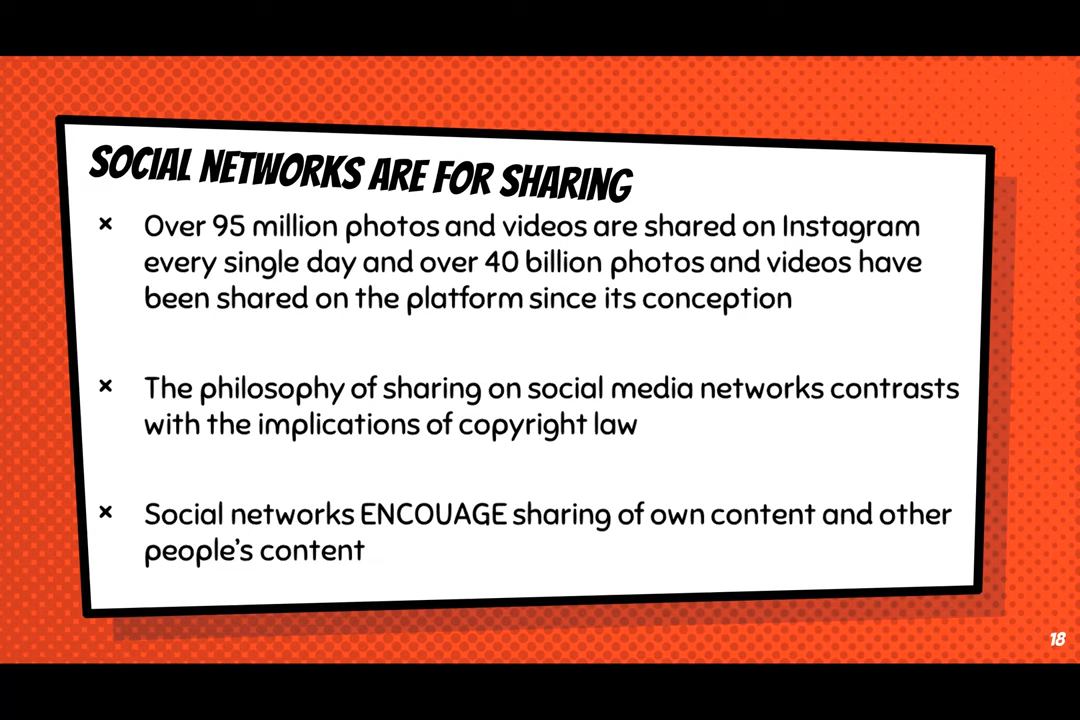 SOCIAL NETWORKS ARE FOR SHARING
× Over 95 million photos and videos are shared on Instagram
every single day and over 40 billion photos and videos have
been shared on the platform since its conception
× The philosophy of sharing on social media networks contrasts
with the implications of copyright law
× Social networks ENCOUAGE sharing of own content and other
people's content
18